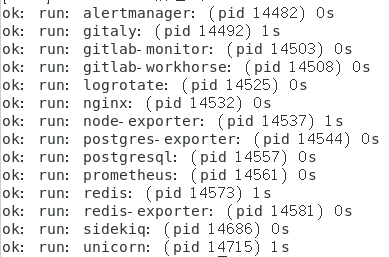 ok: run: alertmanager: (pid 14482) 0s
ok: run: gitaly: (pid 14492) 1s
ok: run: gitlab-monitor: (pid 14503) 0s
ok: run: gitlab-workhorse: (pid 14508) 0s
ok: run: logrotate: (pid 14525) 0s
ok: run: nginx: (pid 14532) 0s
ok: run: node-exporter: (pid 14537) 1s
ok: run: postgres-exporter: (pid 14544) 0s
ok: run: postgresql: (pid 14557) 0s
ok: run: prometheus: (pid 14561) 0s
ok: run: redis: (pid 14573) 1s
ok: run: redis-exporter: (pid 14581) 0s
ok: run: sidekiq: (pid 14686) 0s
ok: run: unicorn: (pid 14715) 1s